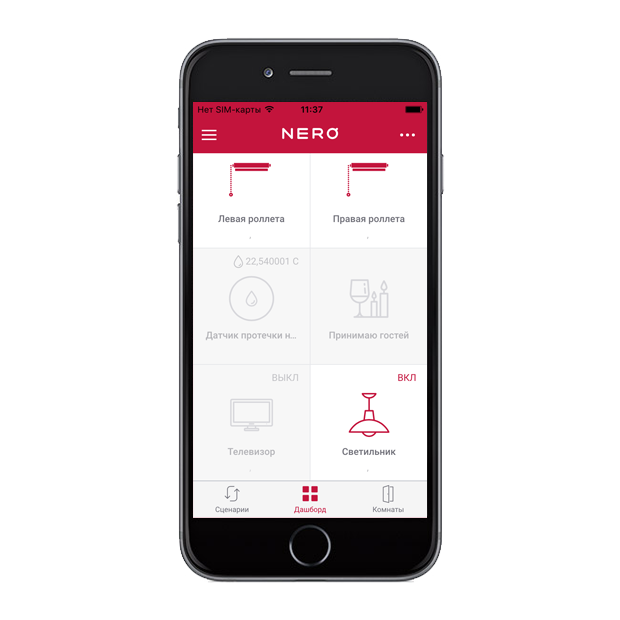 Нет SIM-карты 11:37
NERO
Левая роллета
Правая роллета
22,540001 C
Датчик протечки н...
Принимаю гостей
ВЫКЛ
Телевизор
ВКЛ
Светильник
Сценарии
Дашборд
Комнаты